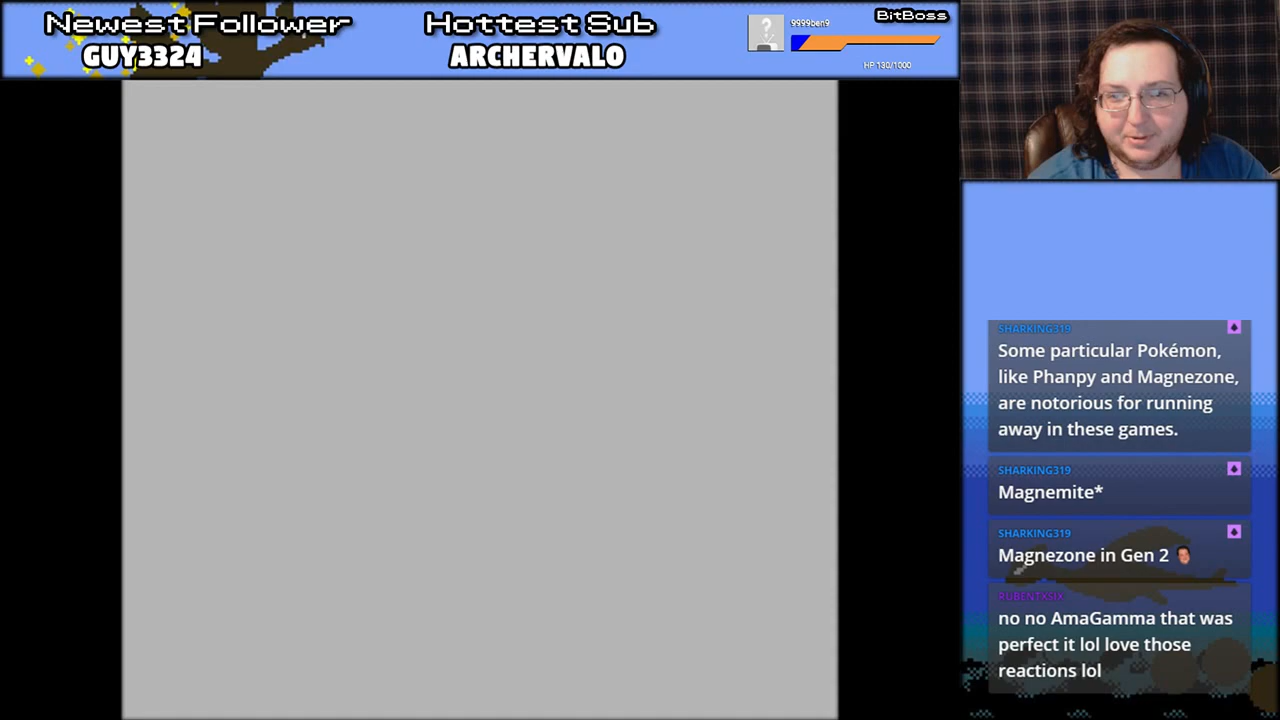 Newest Follower
GUY3324
Hottest Sub
ARCHERVALO
BitBoss
9999ben9
HP 130/1000
SHARKING319
Some particular Pokémon,
like Phanpy and Magnezone,
are notorious for running
away in these games.
SHARKING319
Magnemite*
SHARKING319
Magnezone in Gen 2
RUBENTXSIX
no no AmaGamma that was
perfect it lol love those
reactions lol